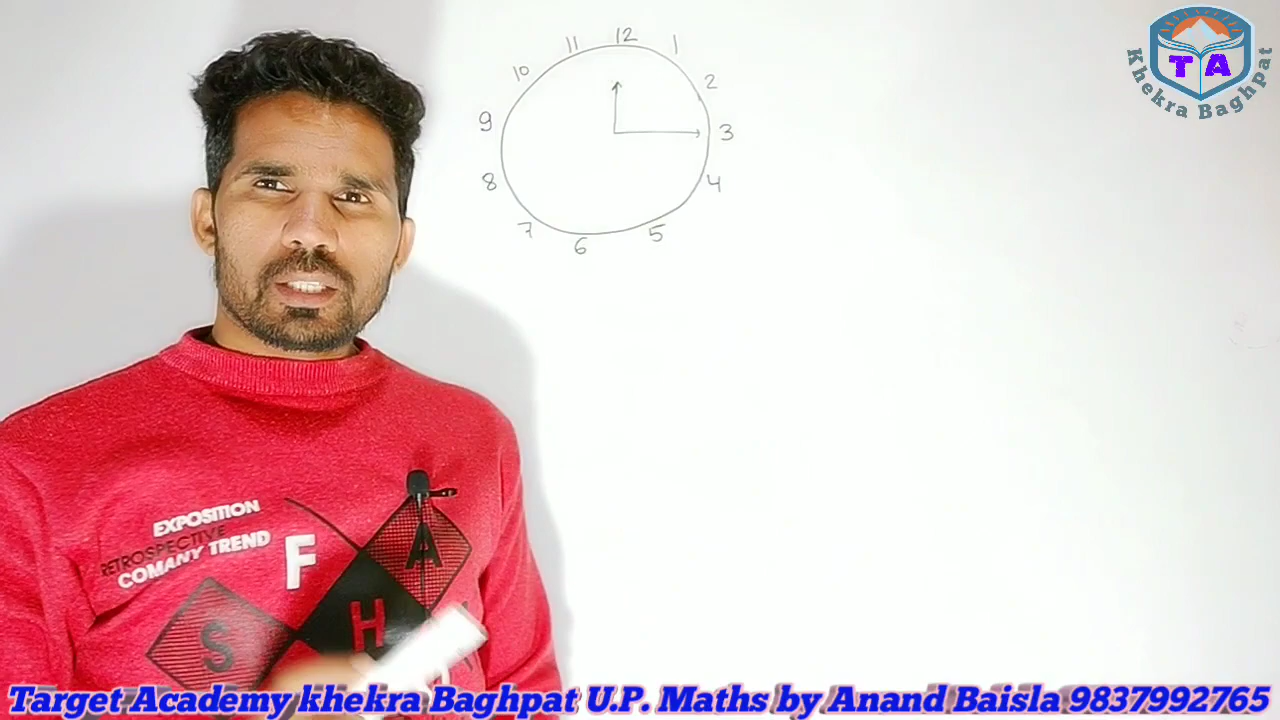 12
11
1
10
2
9
3
8
4
7
5
6
T A
Khekra Baghpat
EXPOSITION
RETROSPECTIVE
COMANY TREND
F
A
S
H
Target Academy khekra Baghpat U.P. Maths by Anand Baisla 9837992765